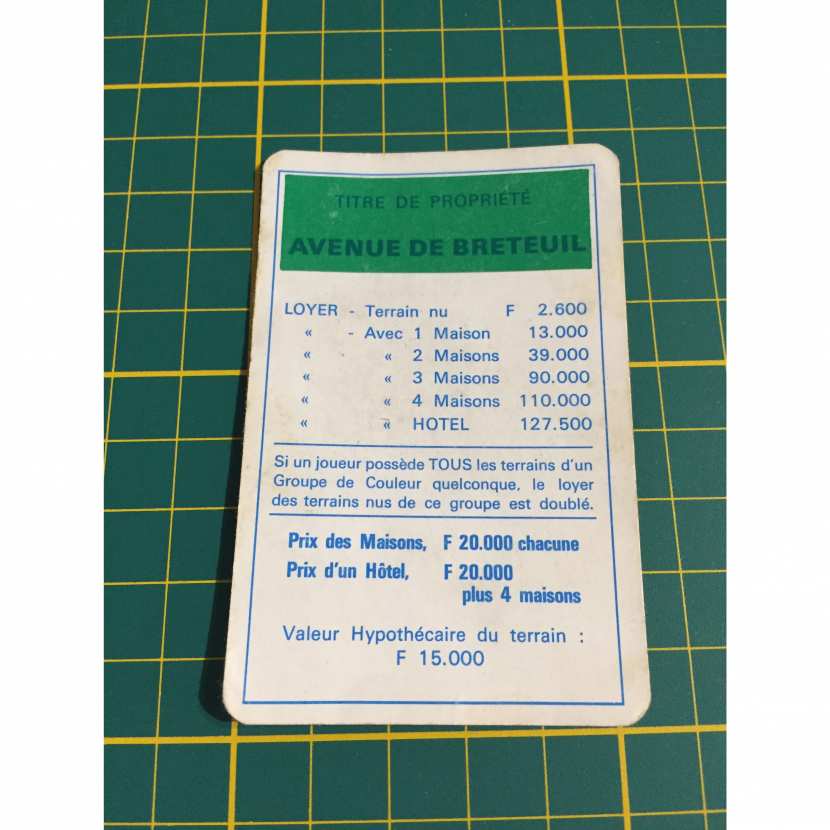 TITRE DE PROPRIÉTÉ
AVENUE DE BRETEUIL
LOYER - Terrain nu F 2.600
« - Avec 1 Maison 13.000
« « 2 Maisons 39.000
« « 3 Maisons 90.000
« « 4 Maisons 110.000
« « HOTEL 127.500
Si un joueur possède TOUS les terrains d'un
Groupe de Couleur quelconque, le loyer
des terrains nus de ce groupe est doublé.
Prix des Maisons, F 20.000 chacune
Prix d'un Hôtel, F 20.000
plus 4 maisons
Valeur Hypothécaire du terrain :
F 15.000